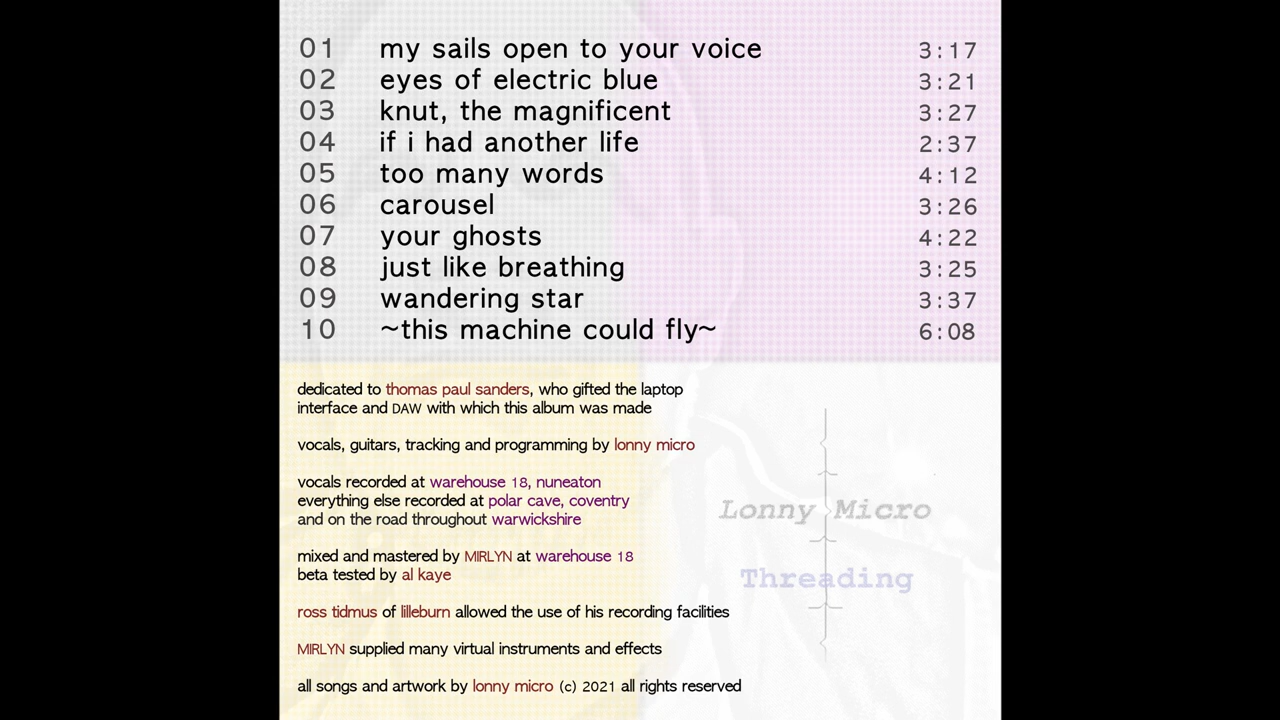 01 my sails open to your voice 3:17
02 eyes of electric blue 3:21
03 knut, the magnificent 3:27
04 if i had another life 2:37
05 too many words 4:12
06 carousel 3:26
07 your ghosts 4:22
08 just like breathing 3:25
09 wandering star 3:37
10 ~this machine could fly~ 6:08
dedicated to thomas paul sanders, who gifted the laptop
interface and DAW with which this album was made
vocals, guitars, tracking and programming by lonny micro
vocals recorded at warehouse 18, nuneaton
everything else recorded at polar cave, coventry
and on the road throughout warwickshire
mixed and mastered by MIRLYN at warehouse 18
beta tested by al kaye
ross tidmus of lilleburn allowed the use of his recording facilities
MIRLYN supplied many virtual instruments and effects
all songs and artwork by lonny micro (c) 2021 all rights reserved
Lonny Micro
Threading